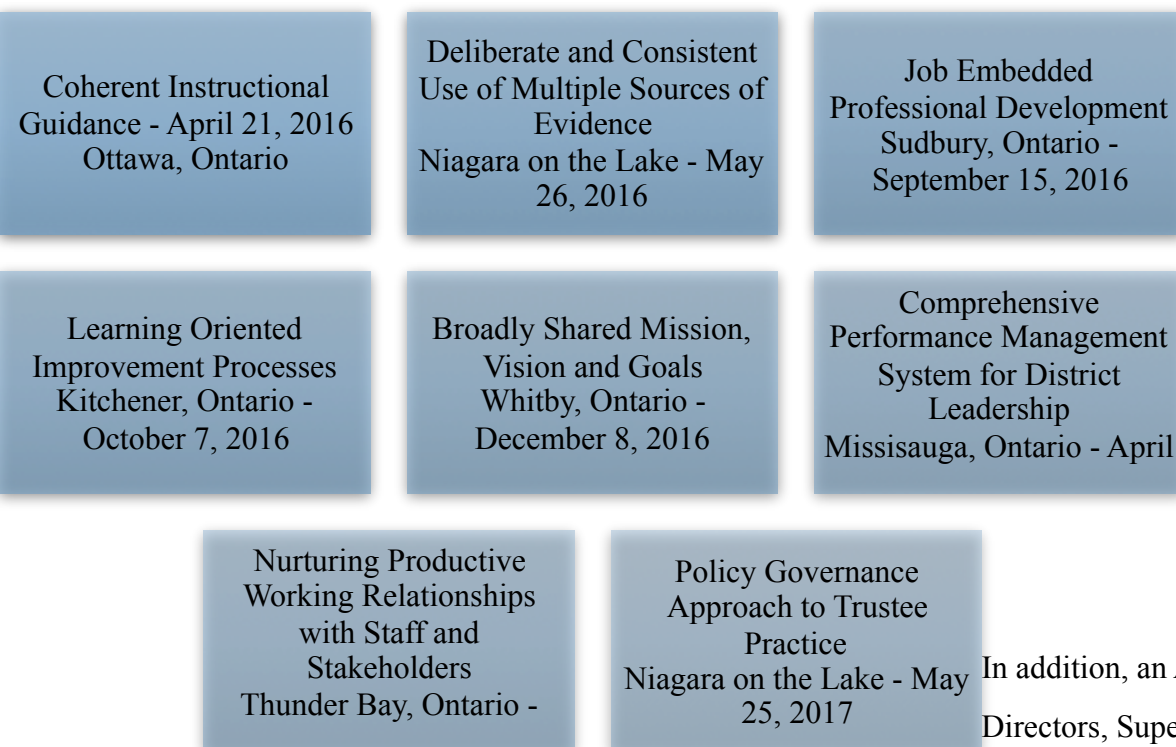 Coherent Instructional
Guidance - April 21, 2016
Ottawa, Ontario
Deliberate and Consistent
Use of Multiple Sources of
Evidence
Niagara on the Lake - May
26, 2016
Job Embedded
Professional Development
Sudbury, Ontario -
September 15, 2016
Learning Oriented
Improvement Processes
Kitchener, Ontario -
October 7, 2016
Broadly Shared Mission,
Vision and Goals
Whitby, Ontario -
December 8, 2016
Comprehensive
Performance Management
System for District
Leadership
Missisauga, Ontario - April
Nurturing Productive
Working Relationships
with Staff and
Stakeholders
Thunder Bay, Ontario -
Policy Governance
Approach to Trustee
Practice
Niagara on the Lake - May
25, 2017
In addition, an
Directors,